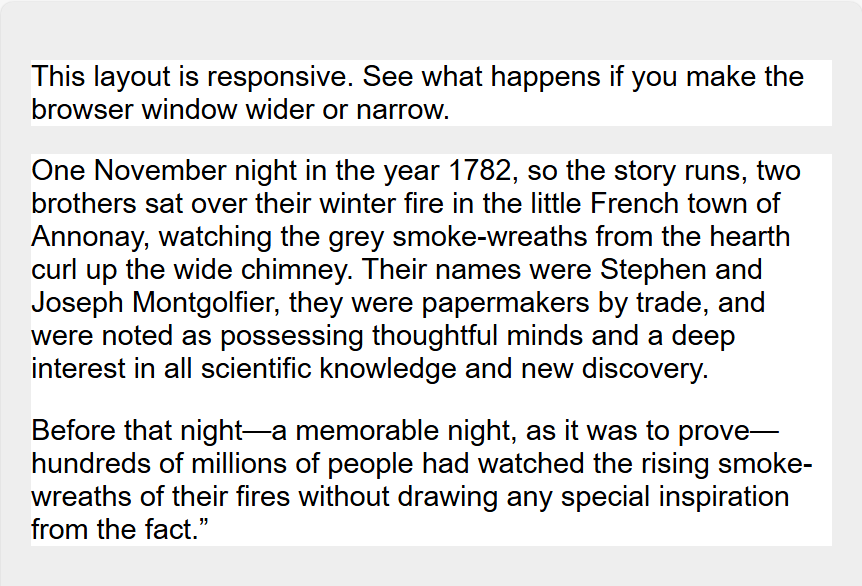 This layout is responsive. See what happens if you make the
browser window wider or narrow.
One November night in the year 1782, so the story runs, two
brothers sat over their winter fire in the little French town of
Annonay, watching the grey smoke-wreaths from the hearth
curl up the wide chimney. Their names were Stephen and
Joseph Montgolfier, they were papermakers by trade, and
were noted as possessing thoughtful minds and a deep
interest in all scientific knowledge and new discovery.
Before that night—a memorable night, as it was to prove—
hundreds of millions of people had watched the rising smoke-
wreaths of their fires without drawing any special inspiration
from the fact.”